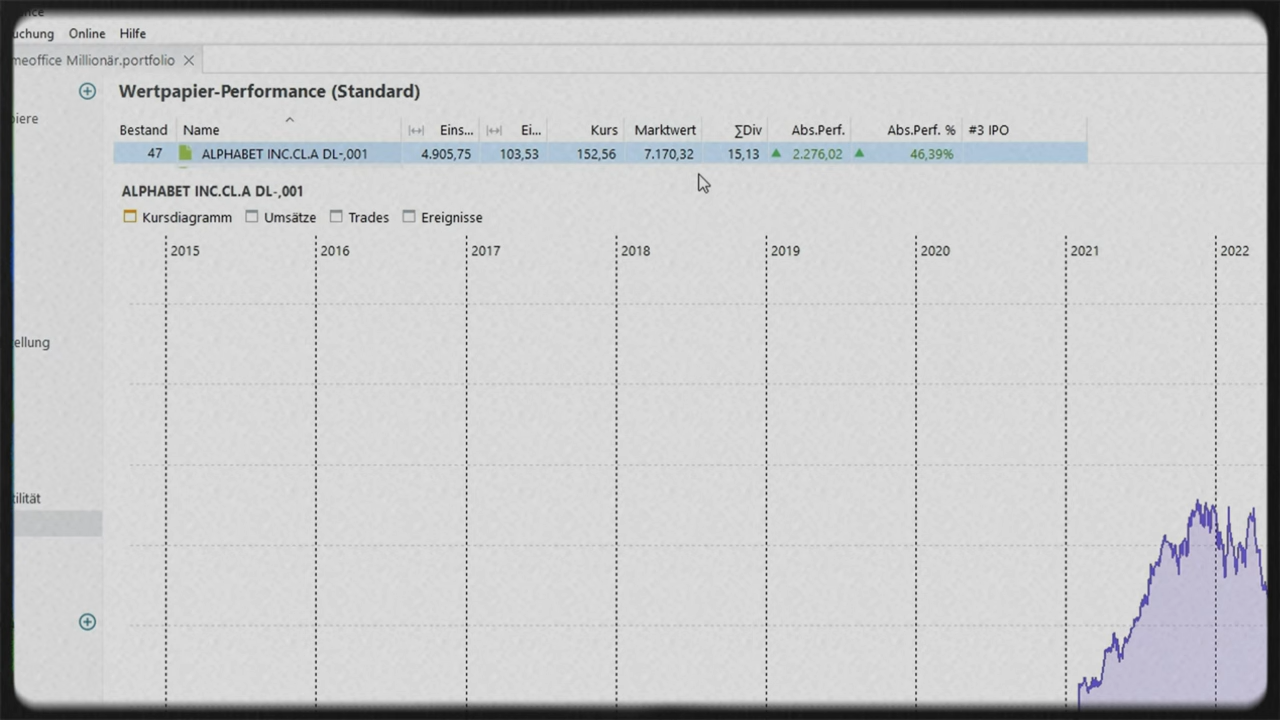 uchung Online Hilfe
meoffice Millionär.portfolio
Wertpapier-Performance (Standard)
piere
Bestand Name Eins... Ei... Kurs Marktwert ∑Div Abs.Perf. Abs.Perf. % #3 IPO
47 ALPHABET INC.CL.A DL-,001 4.905,75 103,53 152,56 7.170,32 15,13 2.276,02 46,39%
ALPHABET INC.CL.A DL-,001
Kursdiagramm Umsätze Trades Ereignisse
2015 2016 2017 2018 2019 2020 2021 2022
ellung
tilität